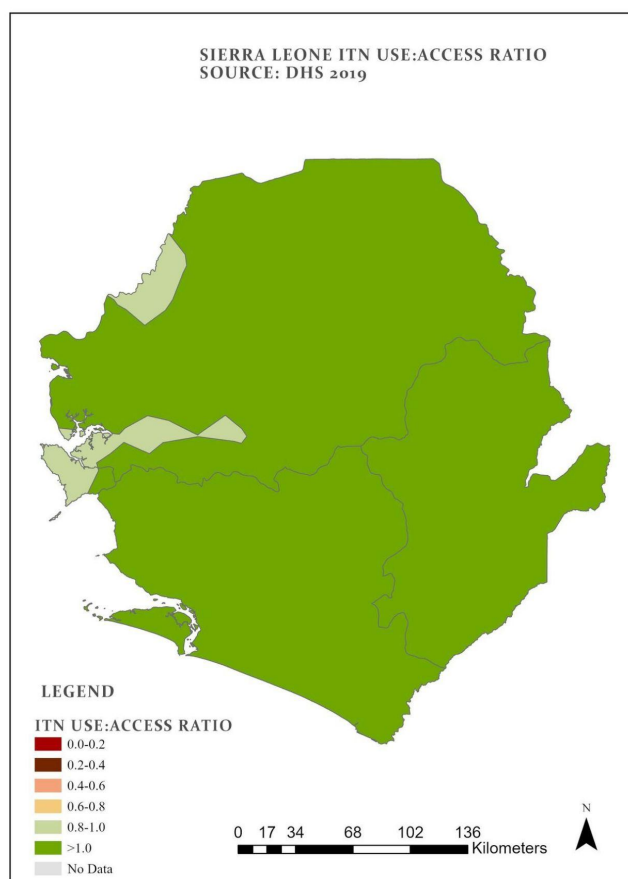 SIERRA LEONE ITN USE:ACCESS RATIO
SOURCE: DHS 2019
LEGEND
ITN USE:ACCESS RATIO
0.0-0.2
0.2-0.4
0.4-0.6
0.6-0.8
0.8-1.0
>1.0
No Data
0 17 34 68 102 136
Kilometers
N